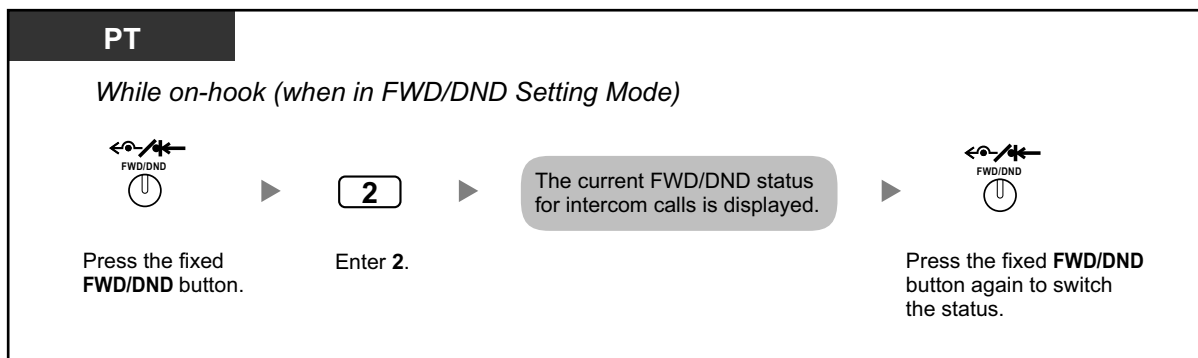 PT
While on-hook (when in FWD/DND Setting Mode)
FWD/DND
2
The current FWD/DND status
for intercom calls is displayed.
FWD/DND
Press the fixed
FWD/DND button.
Enter 2.
Press the fixed FWD/DND
button again to switch
the status.